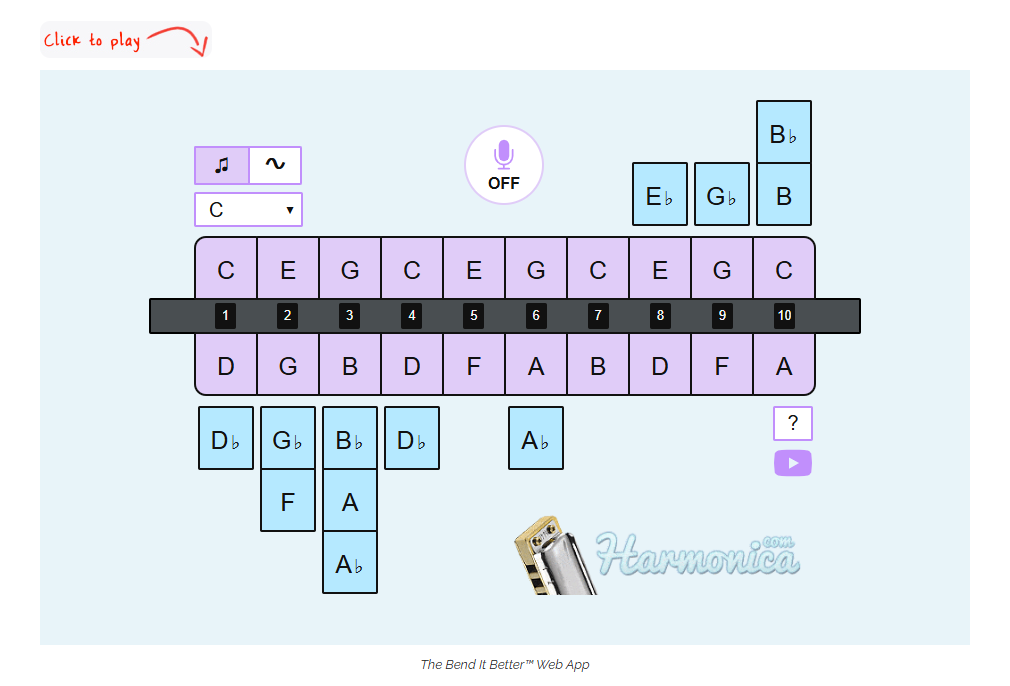 Click to play
B♭
♫ ~
OFF
E♭ G♭ B
C ▼
C E G C E G C E G C
1 2 3 4 5 6 7 8 9 10
D G B D F A B D F A
D♭ G♭ B♭ D♭ A♭
?
F A
A♭
Harmonica.com
The Bend It Better™ Web App